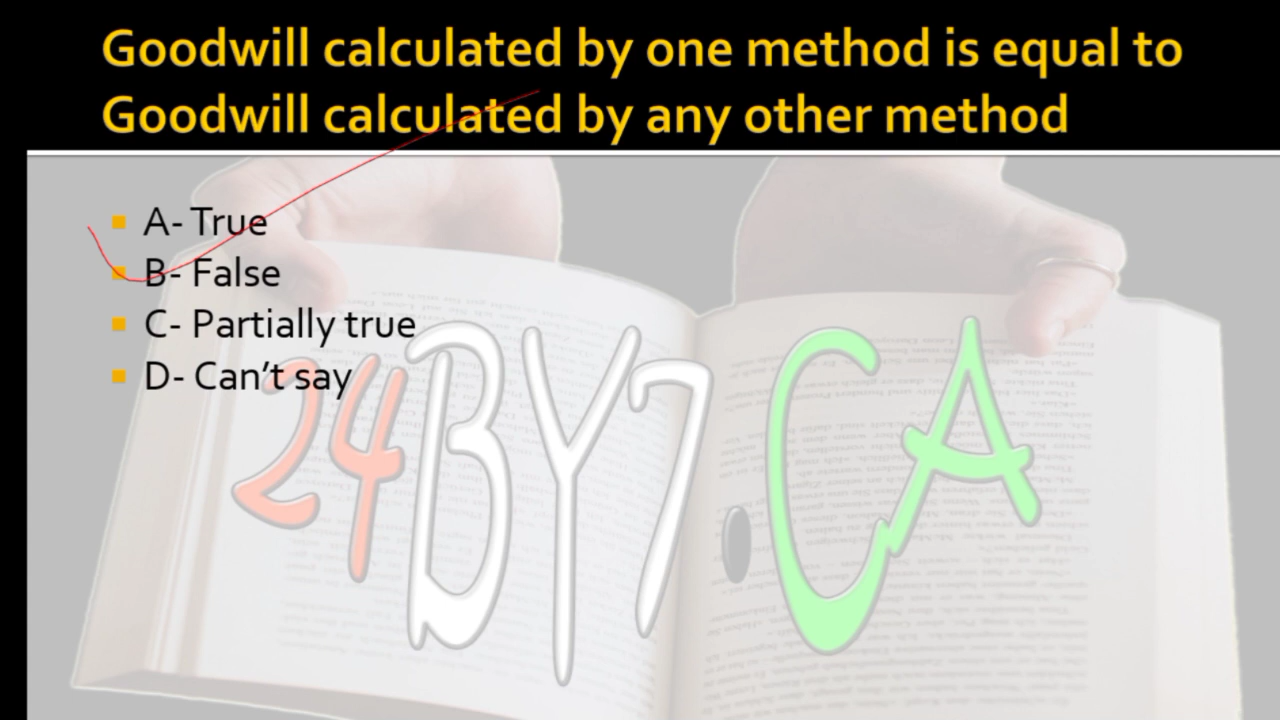 Goodwill calculated by one method is equal to
Goodwill calculated by any other method
A- True
B- False
C- Partially true
D- Can't say
24BY7.CA